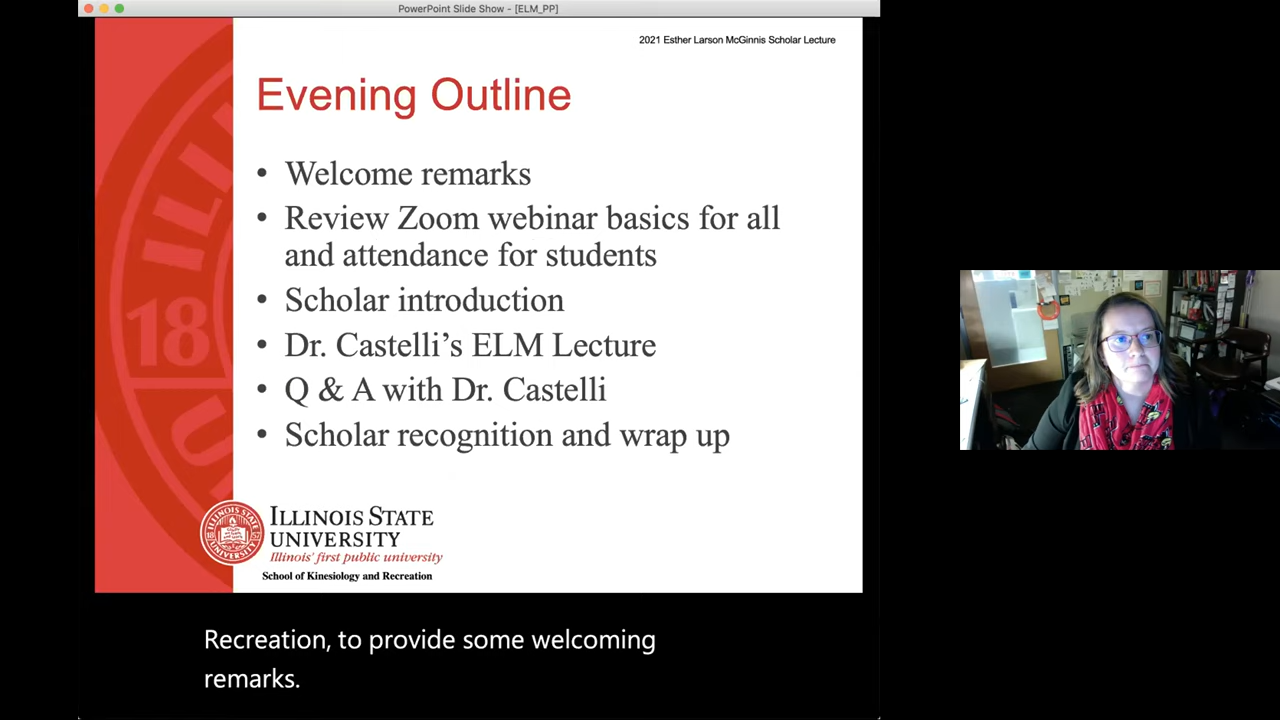 PowerPoint Slide Show - [ELM_PP]
2021 Esther Larson McGinnis Scholar Lecture
Evening Outline
• Welcome remarks
• Review Zoom webinar basics for all
and attendance for students
• Scholar introduction
• Dr. Castelli’s ELM Lecture
• Q & A with Dr. Castelli
• Scholar recognition and wrap up
ILLINOIS STATE
UNIVERSITY
Illinois' first public university
School of Kinesiology and Recreation
Recreation, to provide some welcoming
remarks.